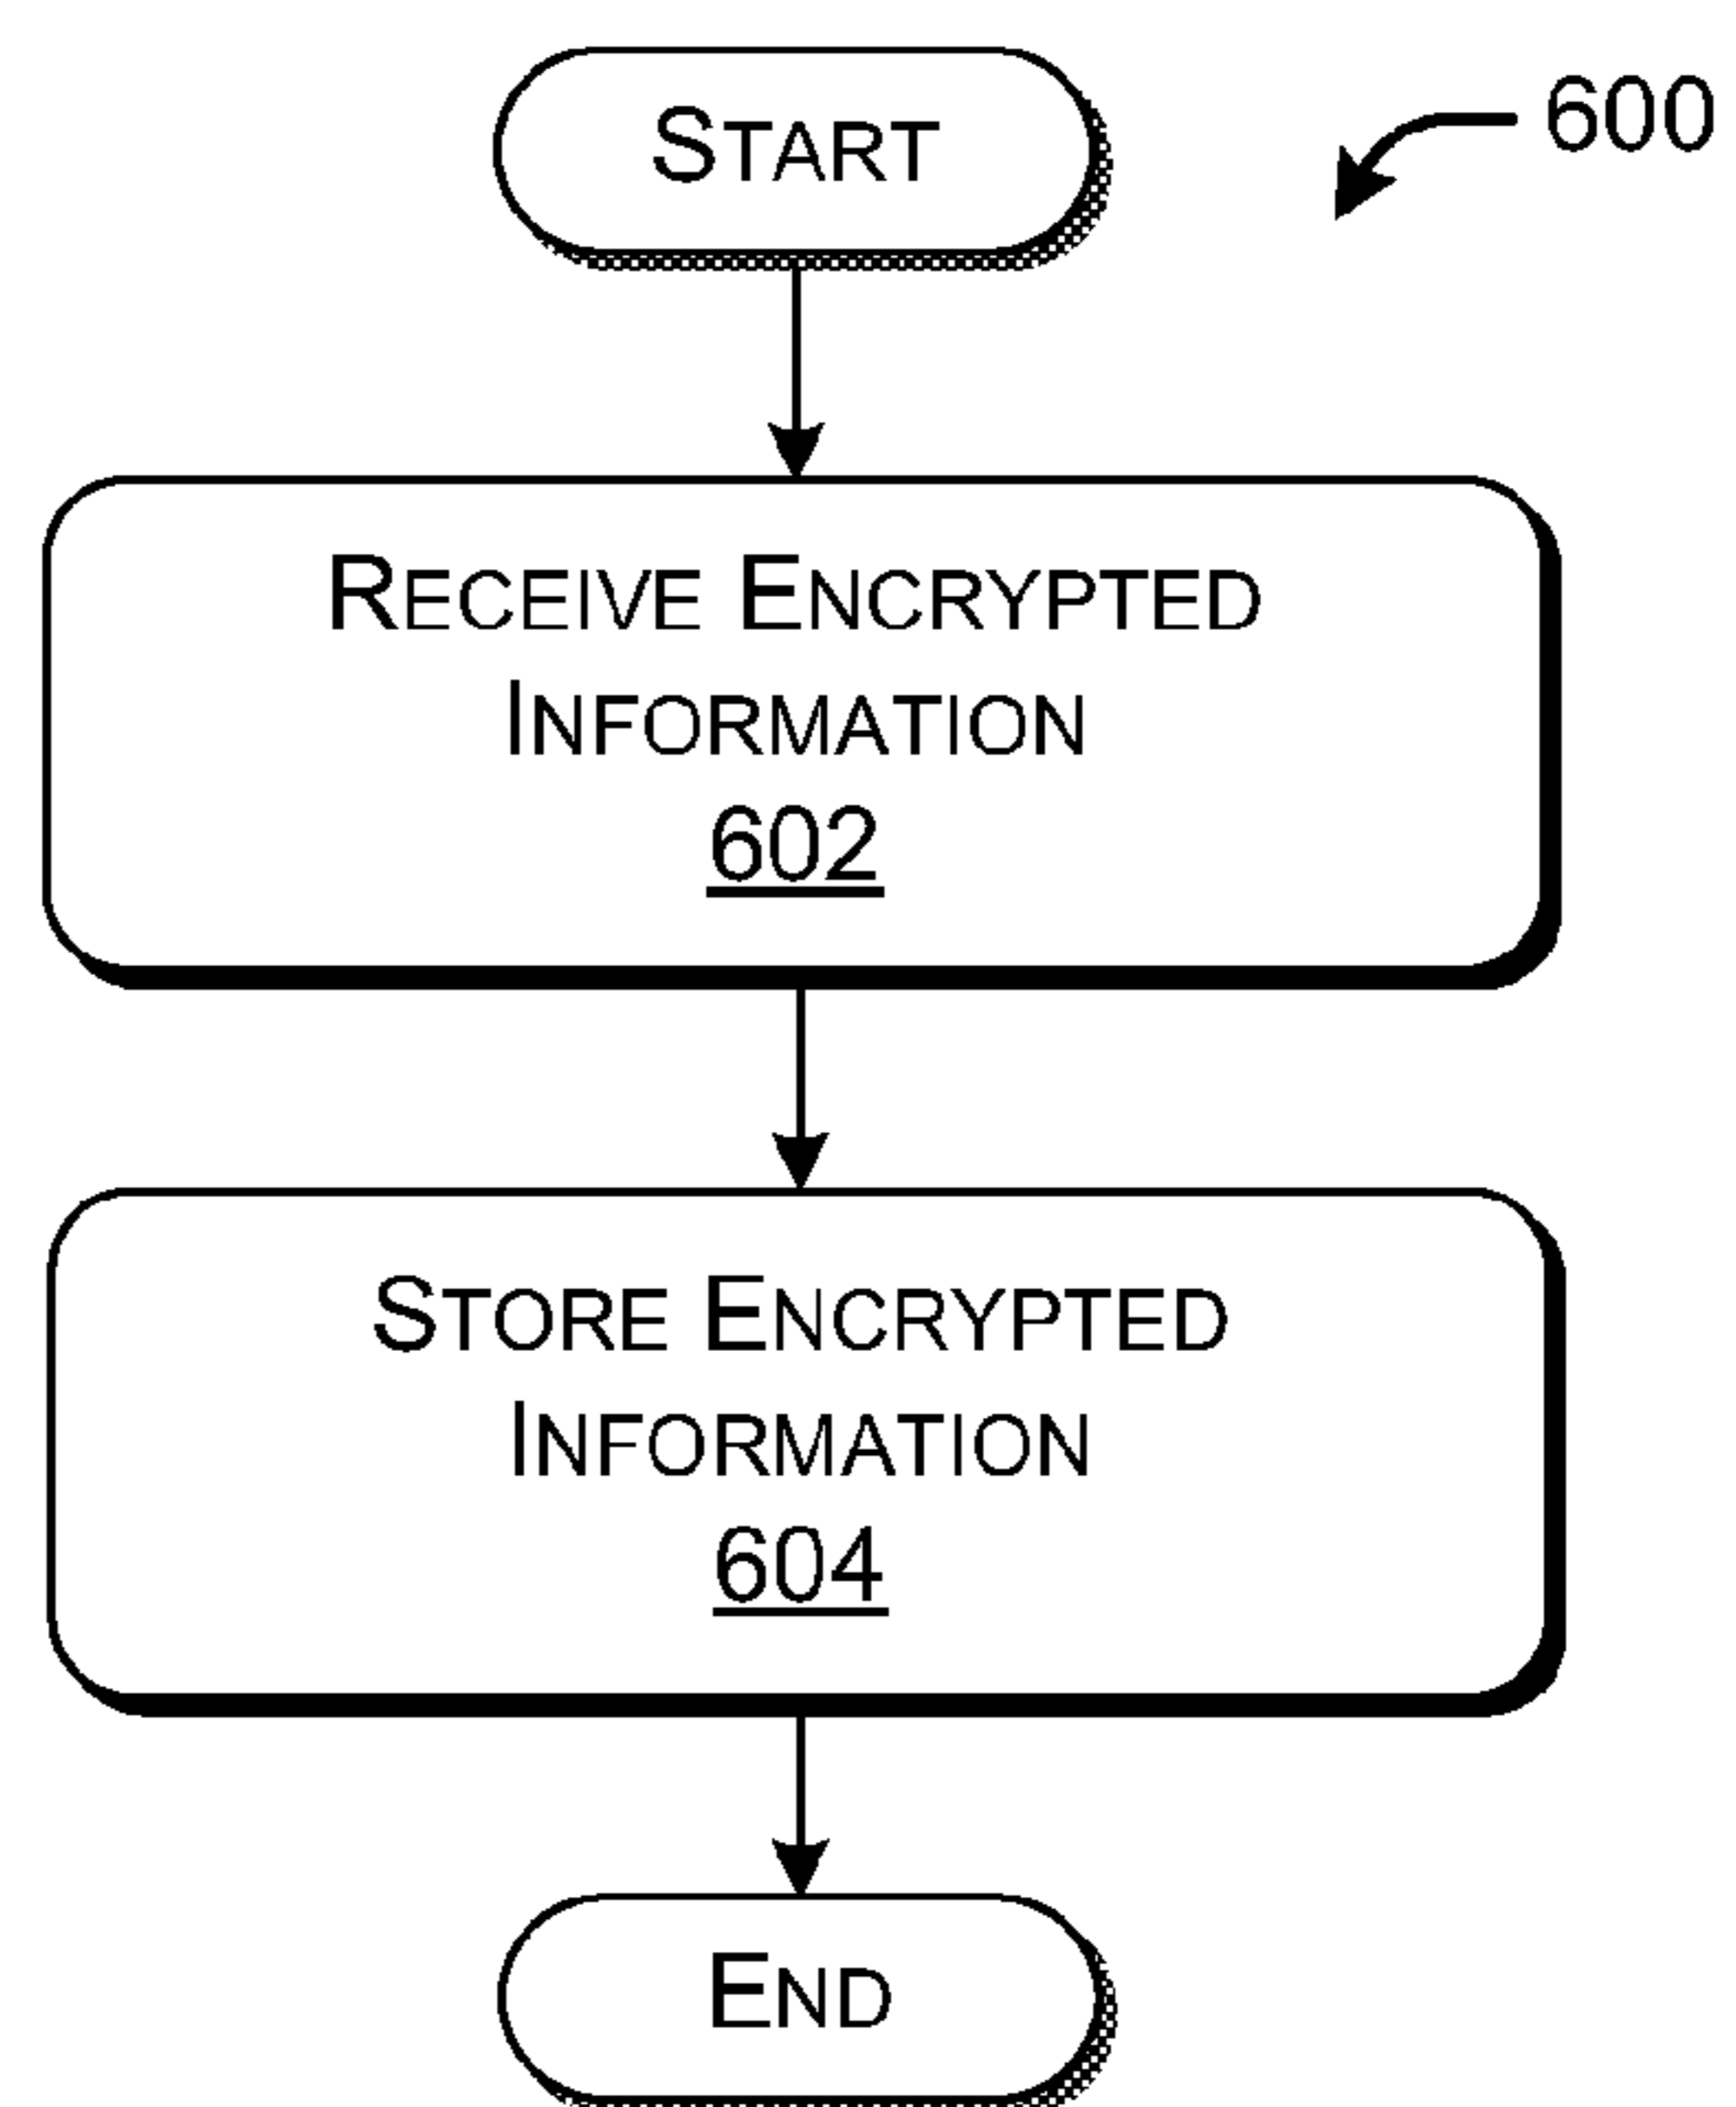 START
600
RECEIVE ENCRYPTED
INFORMATION
602
STORE ENCRYPTED
INFORMATION
604
END